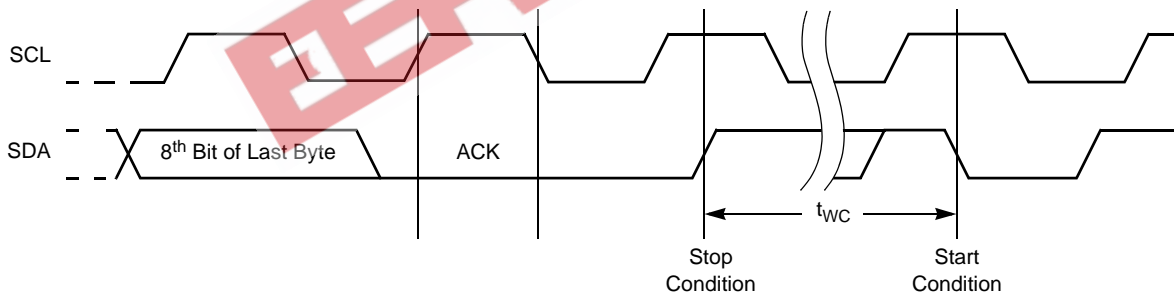 SCL
SDA
8th Bit of Last Byte
ACK
tWC
Stop
Condition
Start
Condition